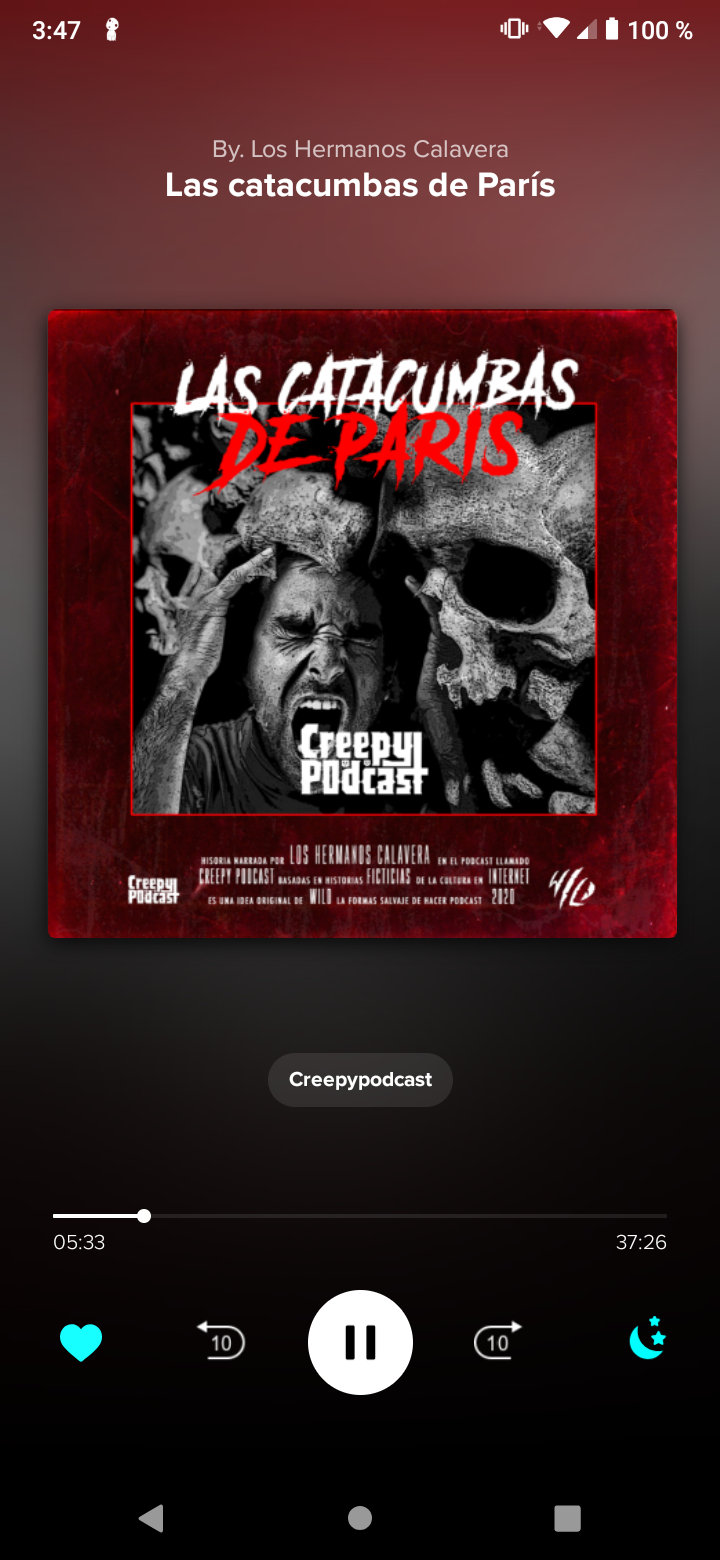 3:47
100 %
By. Los Hermanos Calavera
Las catacumbas de París
LAS CATACUMBAS
DE PARIS
Creepy
Pódcast
HISORIA NARRADA POR LOS HERMANOS CALAVERA EN EL PODCAST LLAMADO
CREEPY PODCAST BASADAS EN HISTORIAS FICTICIAS DE LA CULTURA EN INTERNET
ES UNA IDEA ORIGINAL DE WILD LA FORMAS SALVAJE DE HACER PODCAST 2020
Creepy
Pódcast
WILD
Creepypodcast
05:33
37:26
10
10